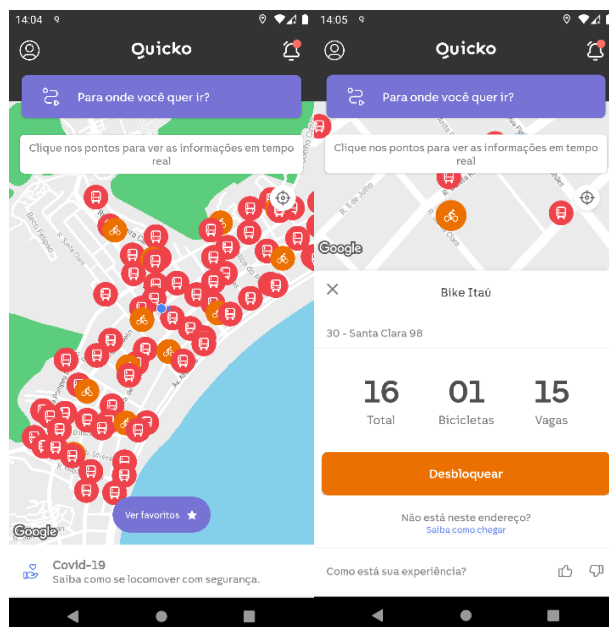 14:04
Quicko
Para onde você quer ir?
Clique nos pontos para ver as informações em tempo
real
Google
Ver favoritos
Covid-19
Saiba como se locomover com segurança.
14:05
Quicko
Para onde você quer ir?
Clique nos pontos para ver as informações em tempo
real
R. 5 de Julho
Google
Bike Itaú
30 - Santa Clara 98
16 01 15
Total Bicicletas Vagas
Desbloquear
Não está neste endereço?
Saiba como chegar
Como está sua experiência?